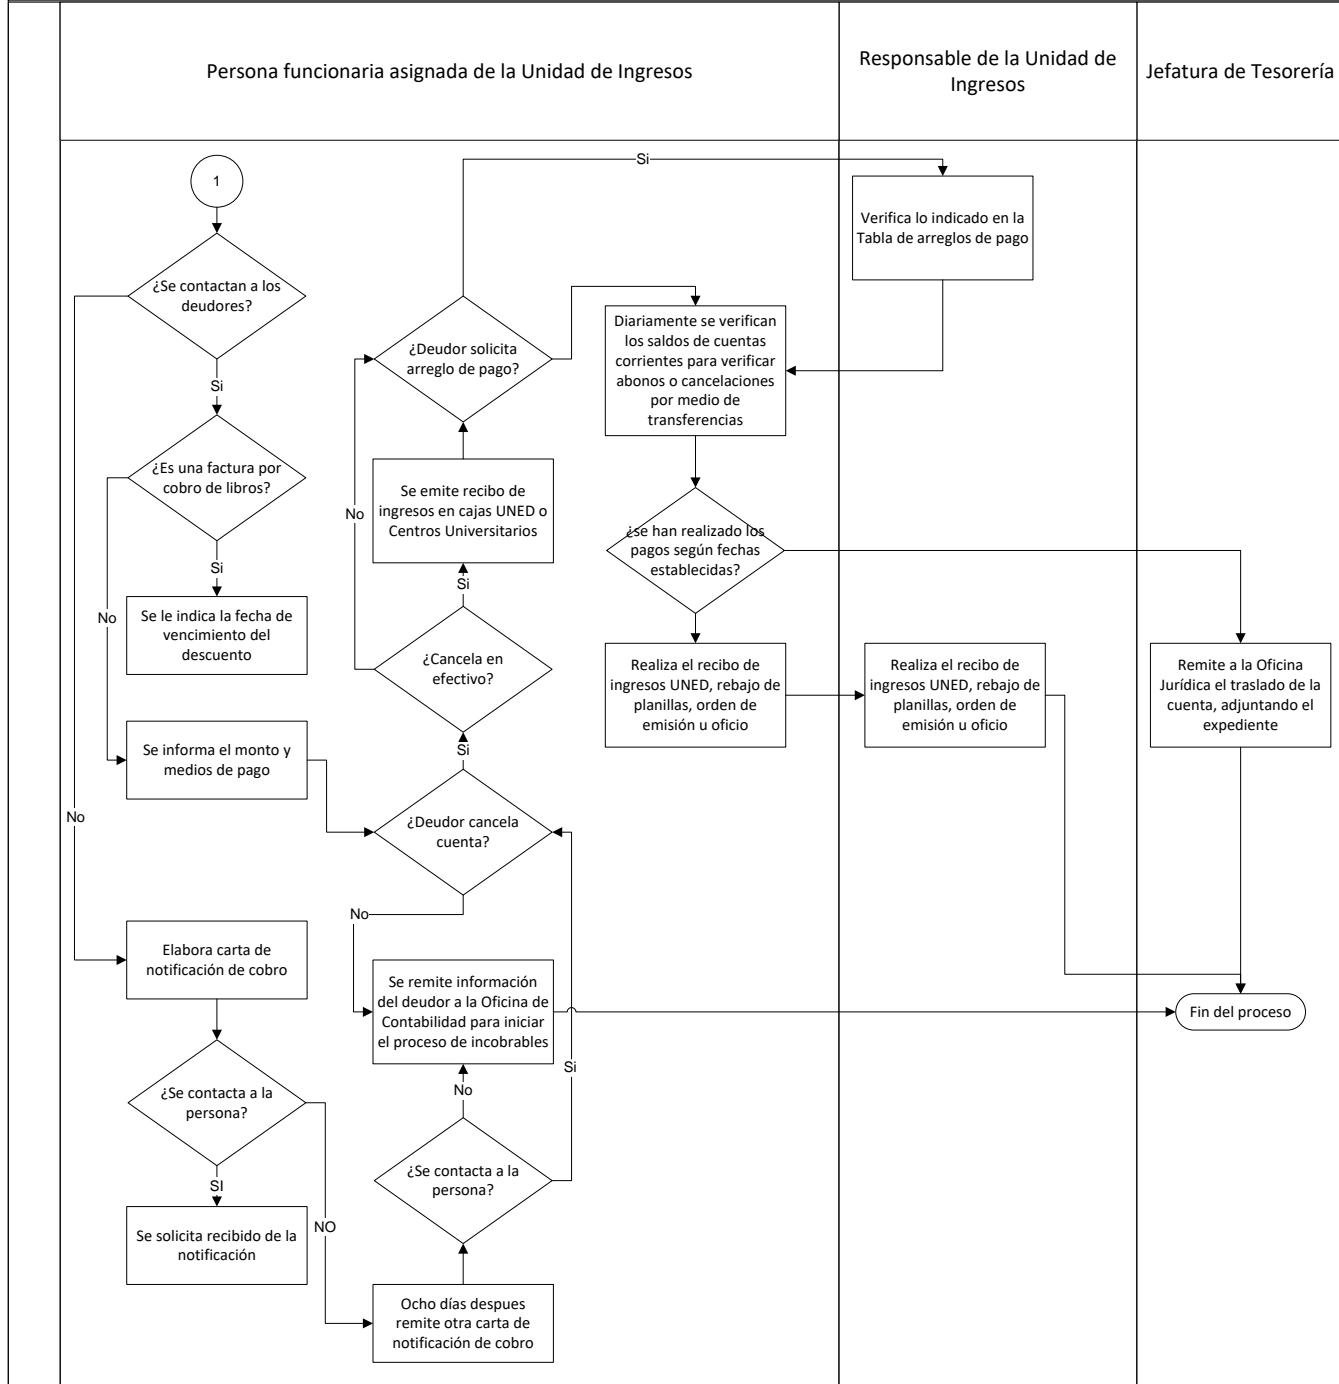 Persona funcionaria asignada de la Unidad de Ingresos
Responsable de la Unidad de
Ingresos
Jefatura de Tesorería
1
¿Se contactan a los
deudores?
Si
No
¿Es una factura por
cobro de libros?
Si
No
Se le indica la fecha de
vencimiento del
descuento
Se informa el monto y
medios de pago
Elabora carta de
notificación de cobro
¿Se contacta a la
persona?
SI
NO
Se solicita recibido de la
notificación
Ocho días despues
remite otra carta de
notificación de cobro
¿Se contacta a la
persona?
No
Si
Se remite información
del deudor a la Oficina de
Contabilidad para iniciar
el proceso de incobrables
¿Deudor cancela
cuenta?
No
Si
¿Cancela en
efectivo?
Si
No
Se emite recibo de
ingresos en cajas UNED o
Centros Universitarios
¿Deudor solicita
arreglo de pago?
Si
Verifica lo indicado en la
Tabla de arreglos de pago
Diariamente se verifican
los saldos de cuentas
corrientes para verificar
abonos o cancelaciones
por medio de
transferencias
¿se han realizado los
pagos según fechas
establecidas?
Realiza el recibo de
ingresos UNED, rebajo de
planillas, orden de
emisión u oficio
Realiza el recibo de
ingresos UNED, rebajo de
planillas, orden de
emisión u oficio
Remite a la Oficina
Jurídica el traslado de la
cuenta, adjuntando el
expediente
Fin del proceso